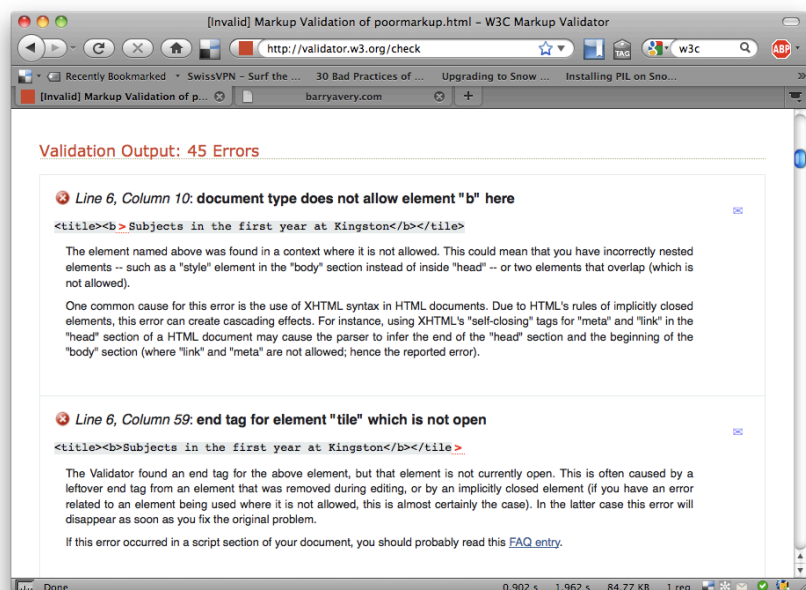 [Invalid] Markup Validation of poormarkup.html – W3C Markup Validator
http://validator.w3.org/check
TAG
w3c
ABP
Recently Bookmarked
SwissVPN – Surf the ...
30 Bad Practices of ...
Upgrading to Snow ...
Installing PIL on Sno...
[Invalid] Markup Validation of p...
barryavery.com
Validation Output: 45 Errors
Line 6, Column 10: document type does not allow element "b" here
<title><b>Subjects in the first year at Kingston</b></tile>
The element named above was found in a context where it is not allowed. This could mean that you have incorrectly nested
elements -- such as a "style" element in the "body" section instead of inside "head" -- or two elements that overlap (which is
not allowed).
One common cause for this error is the use of XHTML syntax in HTML documents. Due to HTML's rules of implicitly closed
elements, this error can create cascading effects. For instance, using XHTML's "self-closing" tags for "meta" and "link" in the
"head" section of a HTML document may cause the parser to infer the end of the "head" section and the beginning of the
"body" section (where "link" and "meta" are not allowed; hence the reported error).
Line 6, Column 59: end tag for element "tile" which is not open
<title><b>Subjects in the first year at Kingston</b></tile>
The Validator found an end tag for the above element, but that element is not currently open. This is often caused by a
leftover end tag from an element that was removed during editing, or by an implicitly closed element (if you have an error
related to an element being used where it is not allowed, this is almost certainly the case). In the latter case this error will
disappear as soon as you fix the original problem.
If this error occurred in a script section of your document, you should probably read this FAQ entry.
Done
0.902 s
1.962 s
84.77 KB
1 req